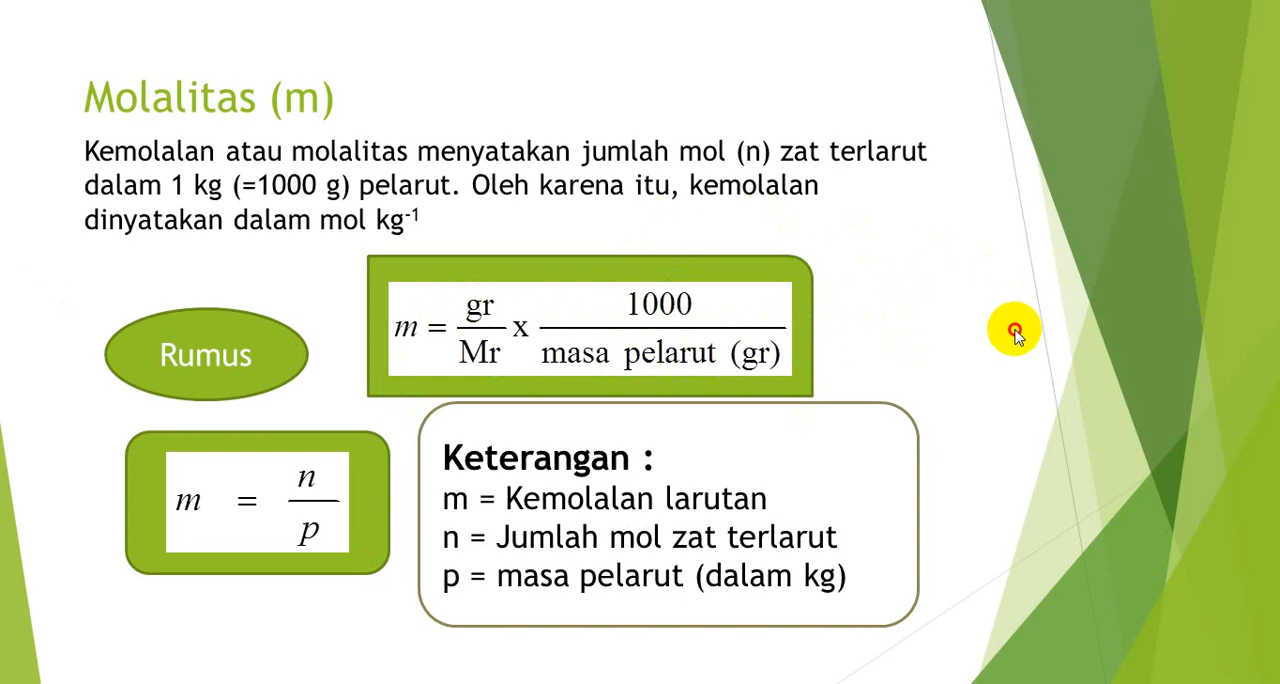 Molalitas (m)
Kemolalan atau molalitas menyatakan jumlah mol (n) zat terlarut
dalam 1 kg (=1000 g) pelarut. Oleh karena itu, kemolalan
dinyatakan dalam mol kg⁻¹
Rumus
m = gr/Mr x 1000/masa pelarut (gr)
m = n/p
Keterangan :
m = Kemolalan larutan
n = Jumlah mol zat terlarut
p = masa pelarut (dalam kg)